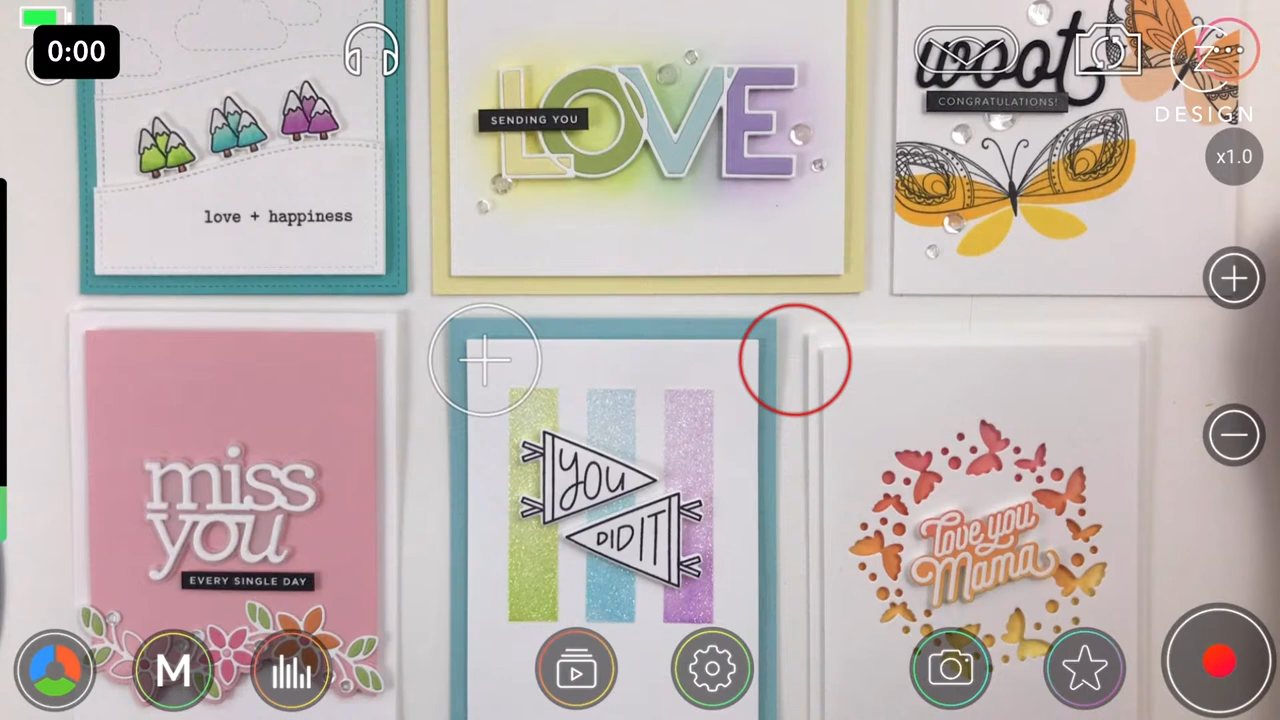 0:00
woot
CONGRATULATIONS!
Z
DESIGN
x1.0
SENDING YOU
LOVE
love + happiness
miss
you
EVERY SINGLE DAY
YOU
DID IT
love you
Mama
M